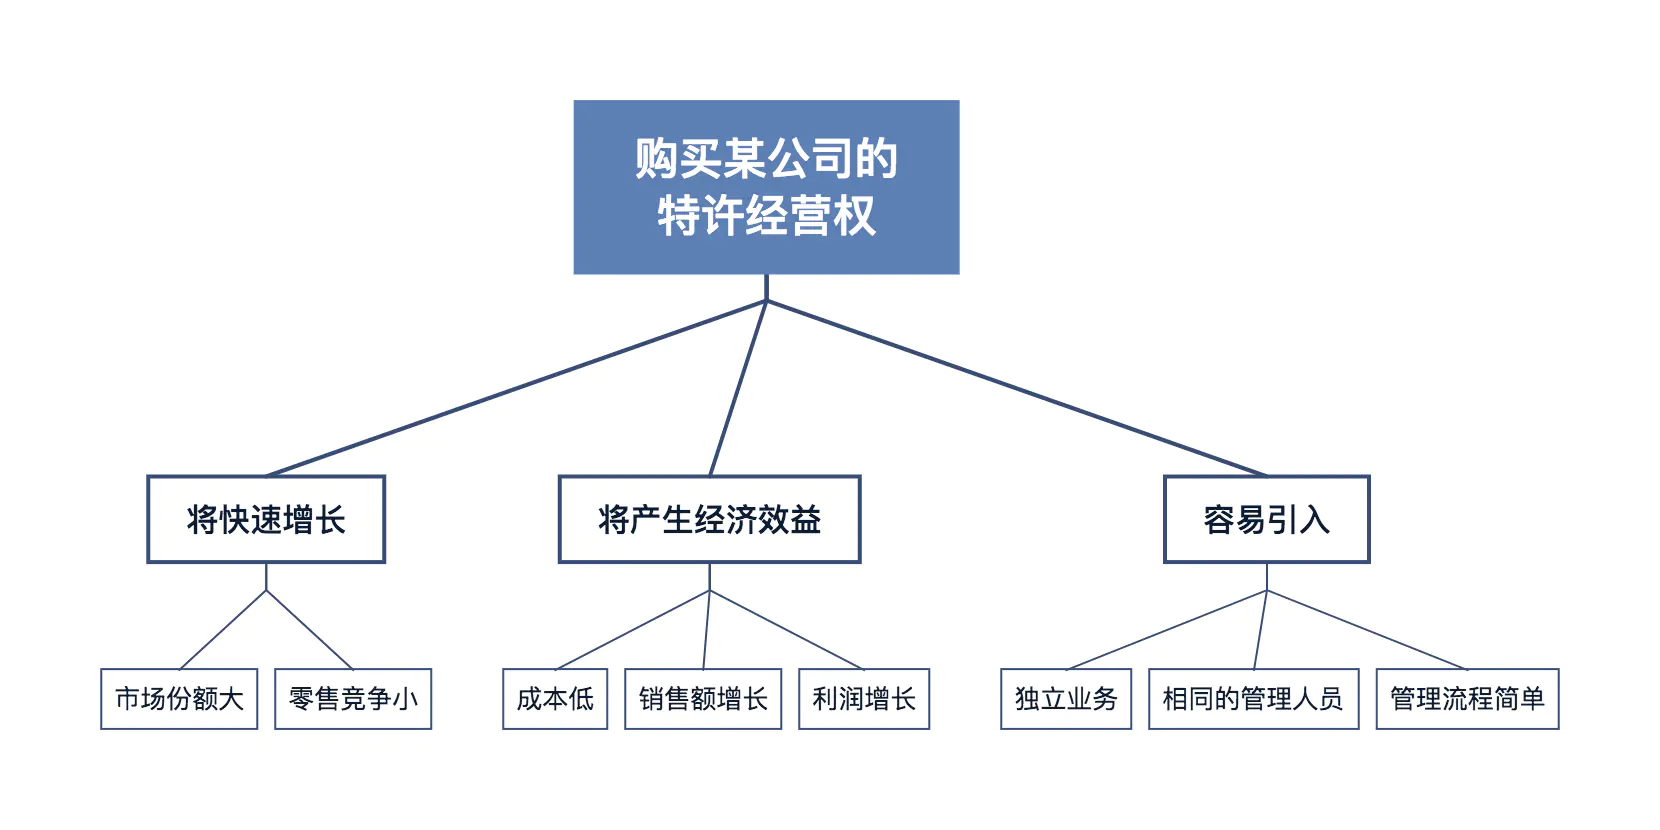 购买某公司的
特许经营权
将快速增长
将产生经济效益
容易引入
市场份额大
零售竞争小
成本低
销售额增长
利润增长
独立业务
相同的管理人员
管理流程简单